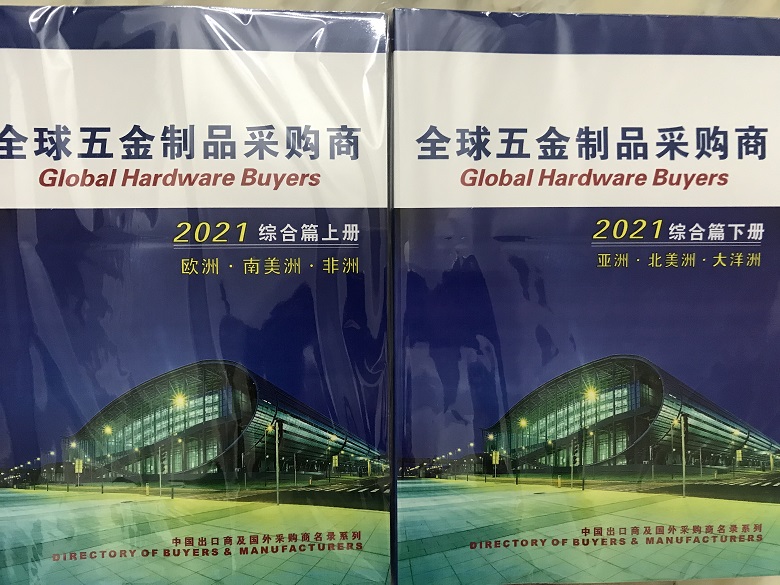 全球五金制品采购商
Global Hardware Buyers
2021 综合篇上册
欧洲·南美洲·非洲
中国出口商及国外采购商名录系列
DIRECTORY OF BUYERS & MANUFACTURERS
全球五金制品采购商
Global Hardware Buyers
2021 综合篇下册
亚洲·北美洲·大洋洲
中国出口商及国外采购商名录系列
DIRECTORY OF BUYERS & MANUFACTURERS